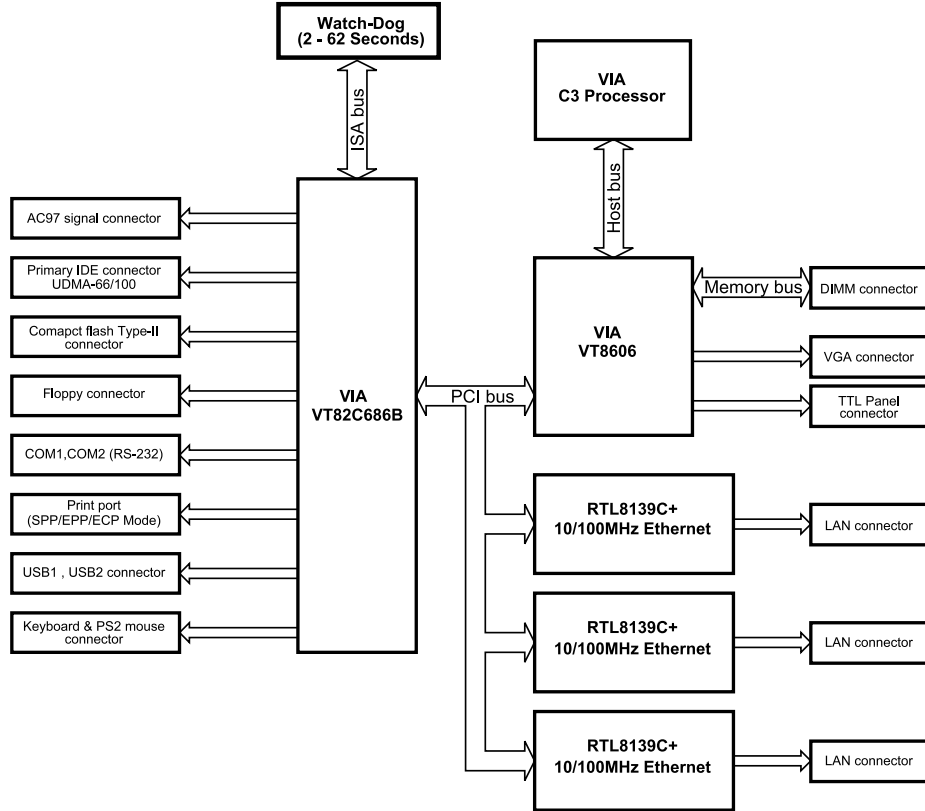 Watch-Dog
(2 - 62 Seconds)
ISA bus
VIA
C3 Processor
Host bus
AC97 signal connector
Primary IDE connector
UDMA-66/100
Comapct flash Type-II
connector
Floppy connector
COM1,COM2 (RS-232)
Print port
(SPP/EPP/ECP Mode)
USB1 , USB2 connector
Keyboard & PS2 mouse
connector
VIA
VT82C686B
PCI bus
VIA
VT8606
Memory bus
DIMM connector
VGA connector
TTL Panel
connector
RTL8139C+
10/100MHz Ethernet
LAN connector
RTL8139C+
10/100MHz Ethernet
LAN connector
RTL8139C+
10/100MHz Ethernet
LAN connector